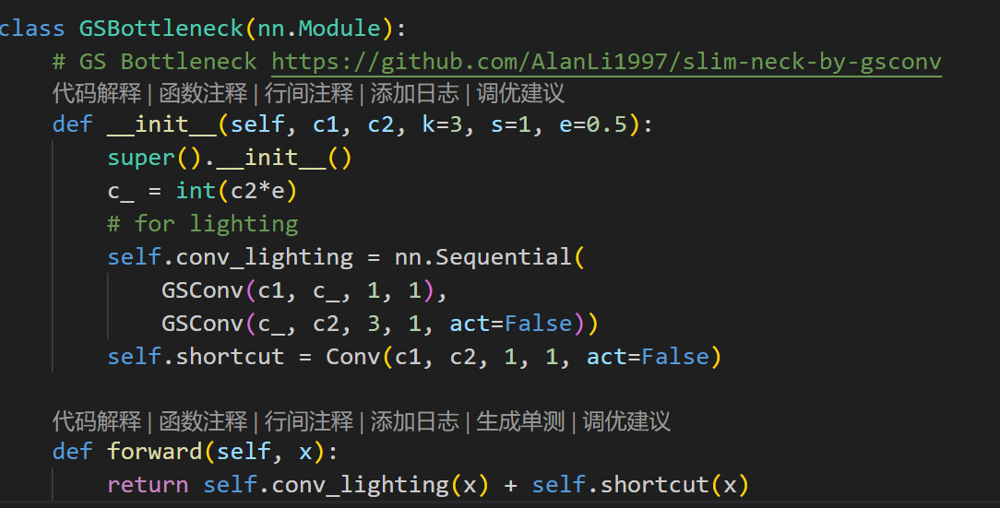 class GSBottleneck(nn.Module):
# GS Bottleneck https://github.com/AlanLi1997/slim-neck-by-gsconv
代码解释 | 函数注释 | 行间注释 | 添加日志 | 调优建议
def __init__(self, c1, c2, k=3, s=1, e=0.5):
super().__init__()
c_ = int(c2*e)
# for lighting
self.conv_lighting = nn.Sequential(
GSConv(c1, c_, 1, 1),
GSConv(c_, c2, 3, 1, act=False))
self.shortcut = Conv(c1, c2, 1, 1, act=False)
代码解释 | 函数注释 | 行间注释 | 添加日志 | 生成单测 | 调优建议
def forward(self, x):
return self.conv_lighting(x) + self.shortcut(x)